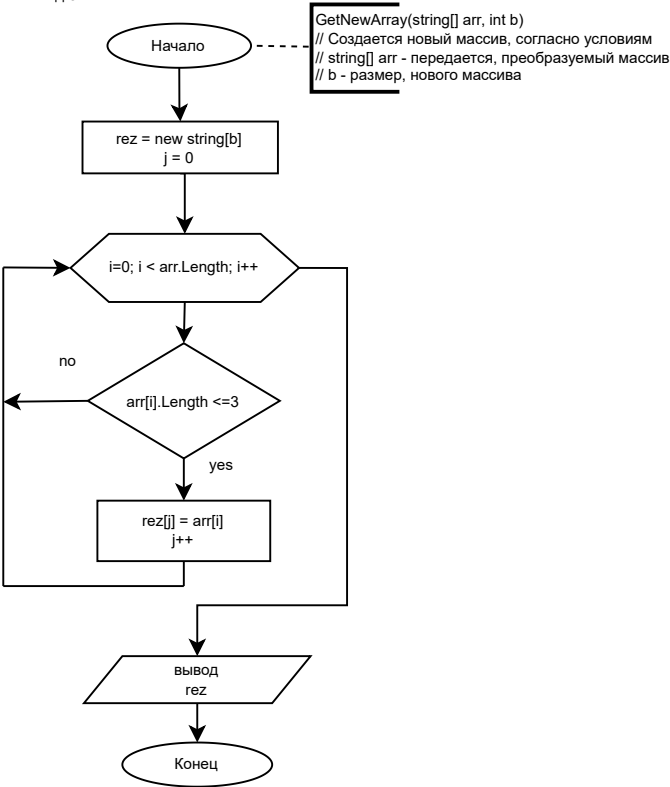 GetNewArray(string[] arr, int b)
// Создается новый массив, согласно условиям
// string[] arr - передается, преобразуемый массив
// b - размер, нового массива
Начало
rez = new string[b]
j = 0
i=0; i < arr.Length; i++
no
arr[i].Length <=3
yes
rez[j] = arr[i]
j++
вывод
rez
Конец